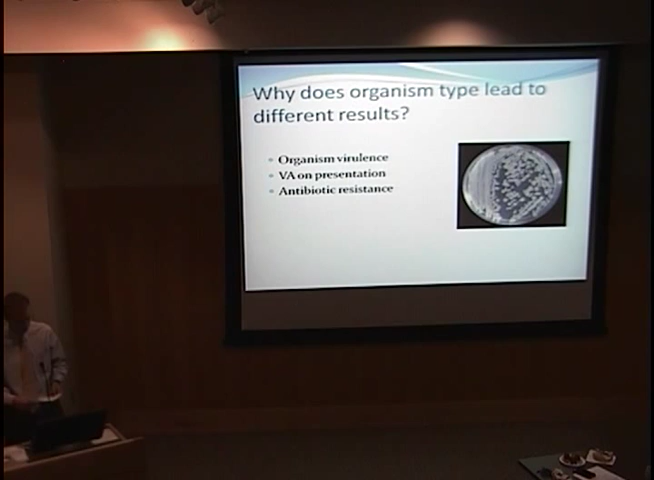 Why does organism type lead to
different results?
Organism virulence
VA on presentation
Antibiotic resistance